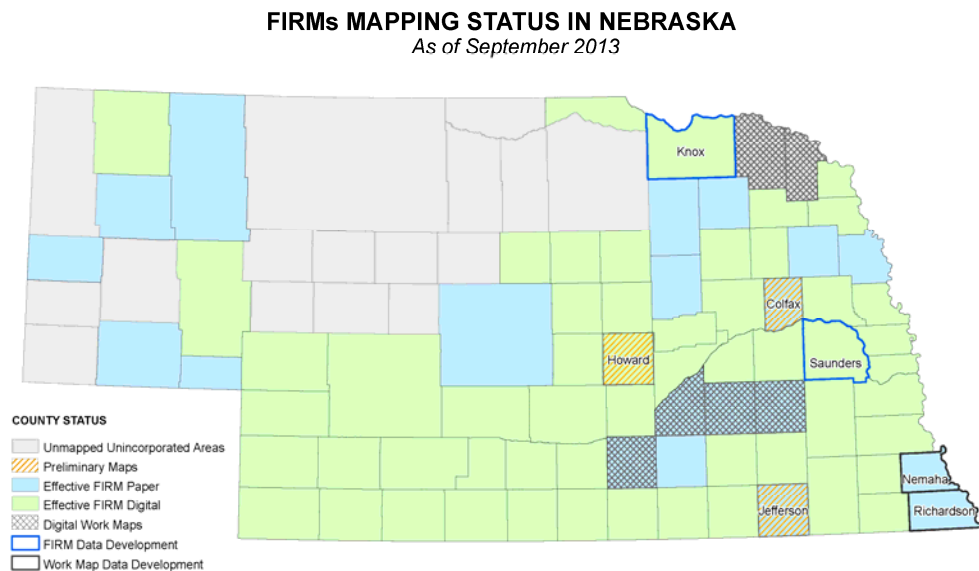 FIRMs MAPPING STATUS IN NEBRASKA
As of September 2013
Knox
Colfax
Howard
Saunders
COUNTY STATUS
Unmapped Unincorporated Areas
Preliminary Maps
Effective FIRM Paper
Effective FIRM Digital
Digital Work Maps
FIRM Data Development
Work Map Data Development
Nemaha
Jefferson
Richardson